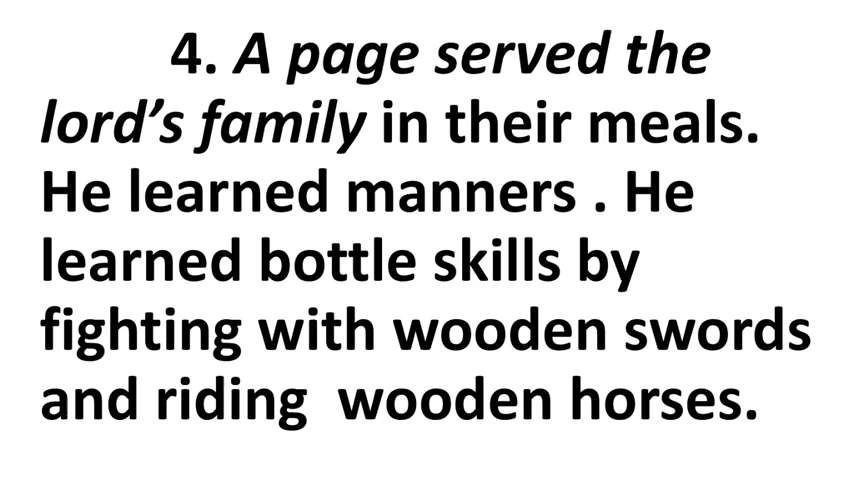 4. A page served the
lord's family in their meals.
He learned manners . He
learned bottle skills by
fighting with wooden swords
and riding  wooden horses.